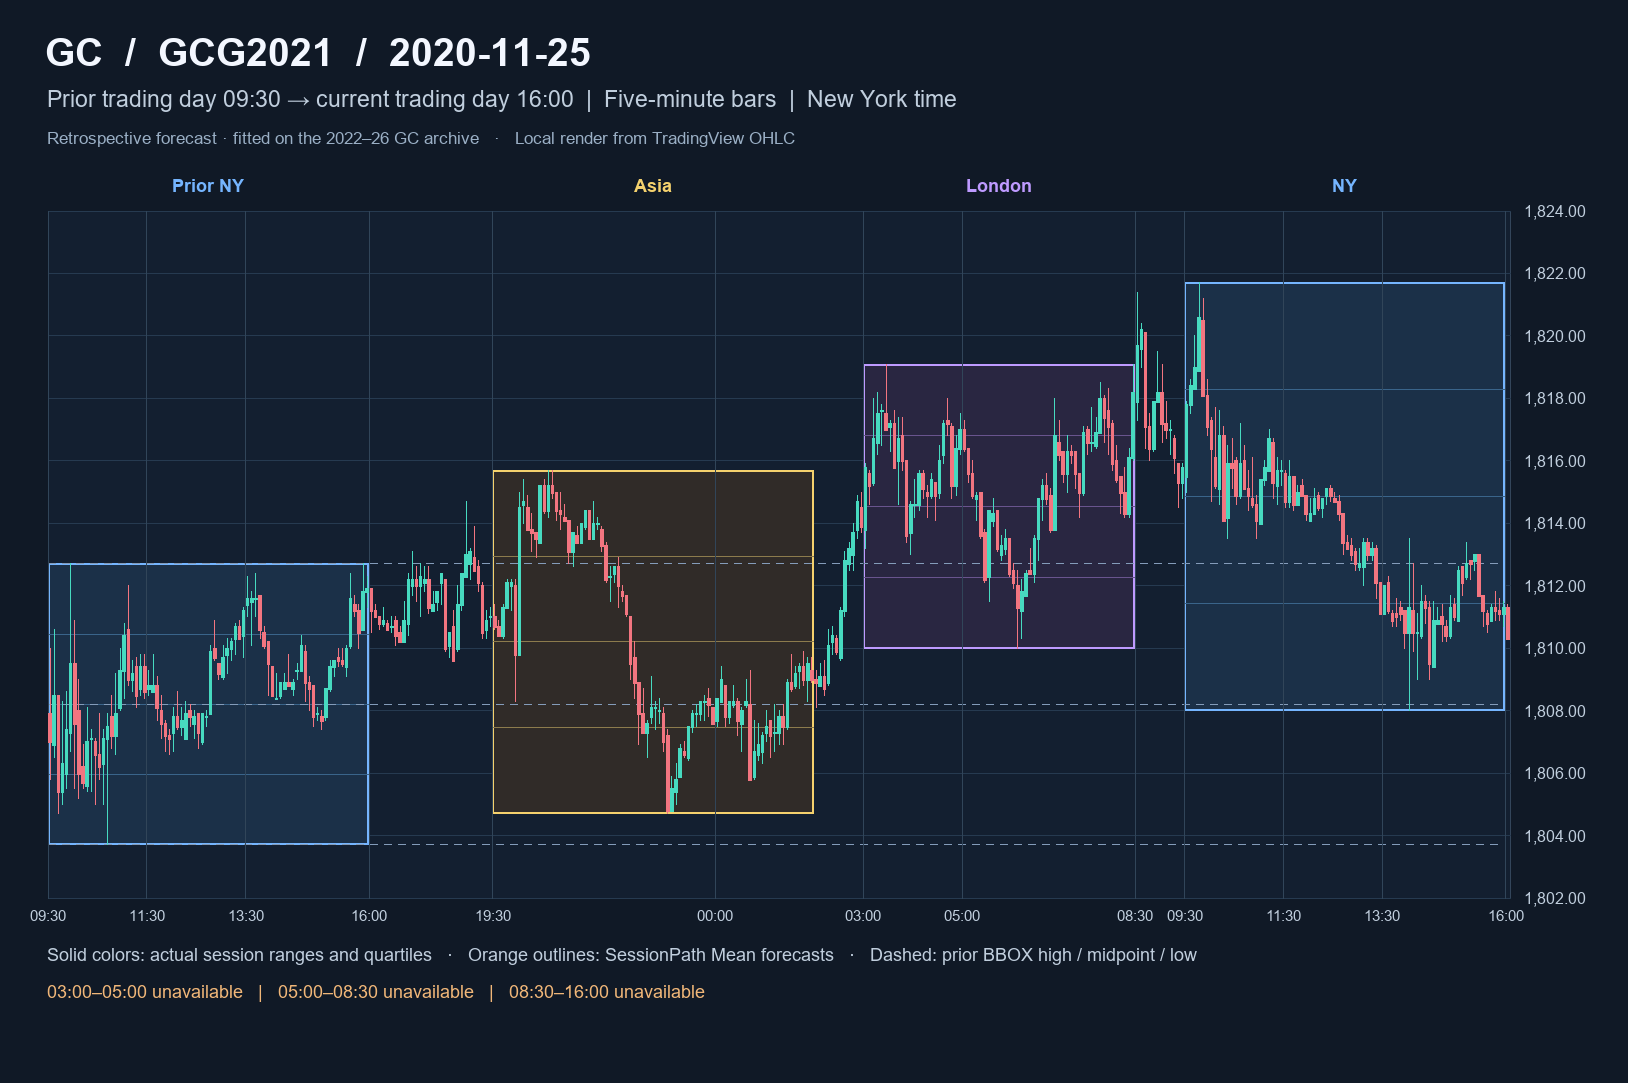 GC / GCG2021 / 2020-11-25
Prior trading day 09:30 → current trading day 16:00 | Five-minute bars | New York time
Retrospective forecast · fitted on the 2022–26 GC archive · Local render from TradingView OHLC
Prior NY Asia London NY
1,824.00
1,822.00
1,820.00
1,818.00
1,816.00
1,814.00
1,812.00
1,810.00
1,808.00
1,806.00
1,804.00
1,802.00
09:30 11:30 13:30 16:00 19:30 00:00 03:00 05:00 08:30 09:30 11:30 13:30 16:00
Solid colors: actual session ranges and quartiles · Orange outlines: SessionPath Mean forecasts · Dashed: prior BBOX high / midpoint / low
03:00–05:00 unavailable | 05:00–08:30 unavailable | 08:30–16:00 unavailable